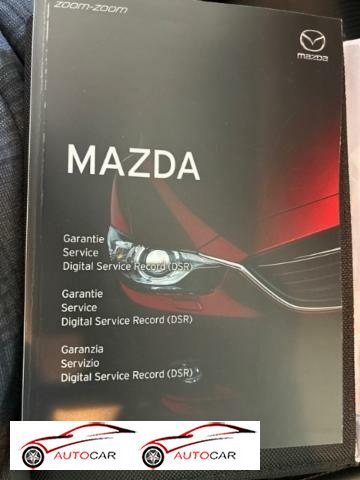 zoom-zoom
mazda
MAZDA
Garantie
Service
Digital Service Record (DSR)
Garantie
Service
Digital Service Record (DSR)
Garanzia
Servizio
Digital Service Record (DSR)
AUTOCAR AUTOCAR